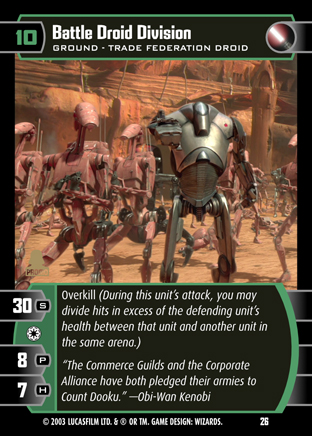 10
Battle Droid Division
GROUND - TRADE FEDERATION DROID
30 S
8 P
7 H
Overkill (During this unit's attack, you may
divide hits in excess of the defending unit's
health between that unit and another unit in
the same arena.)
"The Commerce Guilds and the Corporate
Alliance have both pledged their armies to
Count Dooku." —Obi-Wan Kenobi
© 2003 LUCASFILM LTD. & ® OR TM. GAME DESIGN: WIZARDS.
26